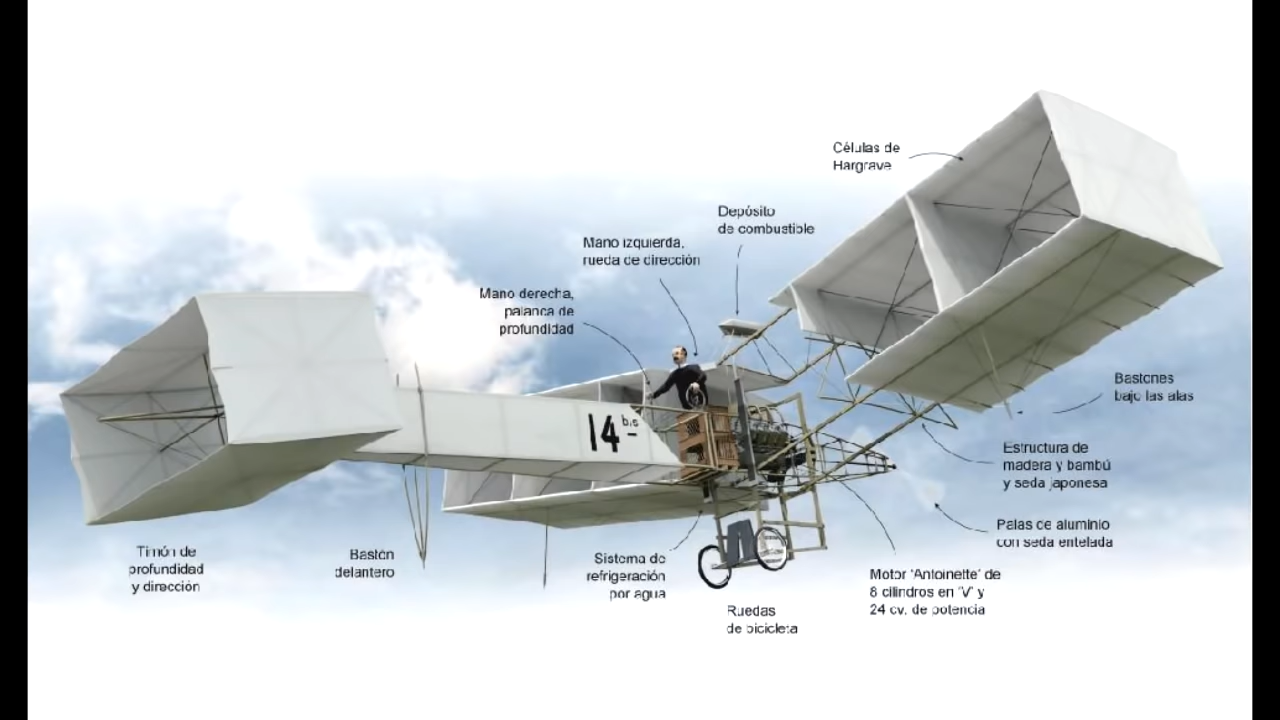 Células de
Hargrave
Depósito
de combustible
Mano izquierda,
rueda de dirección
Mano derecha,
palanca de
profundidad
14 bis
Bastones
bajo las alas
Estructura de
madera y bambú
y seda japonesa
Palas de aluminio
con seda entelada
Timón de
profundidad
y dirección
Bastón
delantero
Sistema de
refrigeración
por agua
Motor 'Antoinette' de
8 cilindros en 'V' y
24 cv. de potencia
Ruedas
de bicicleta